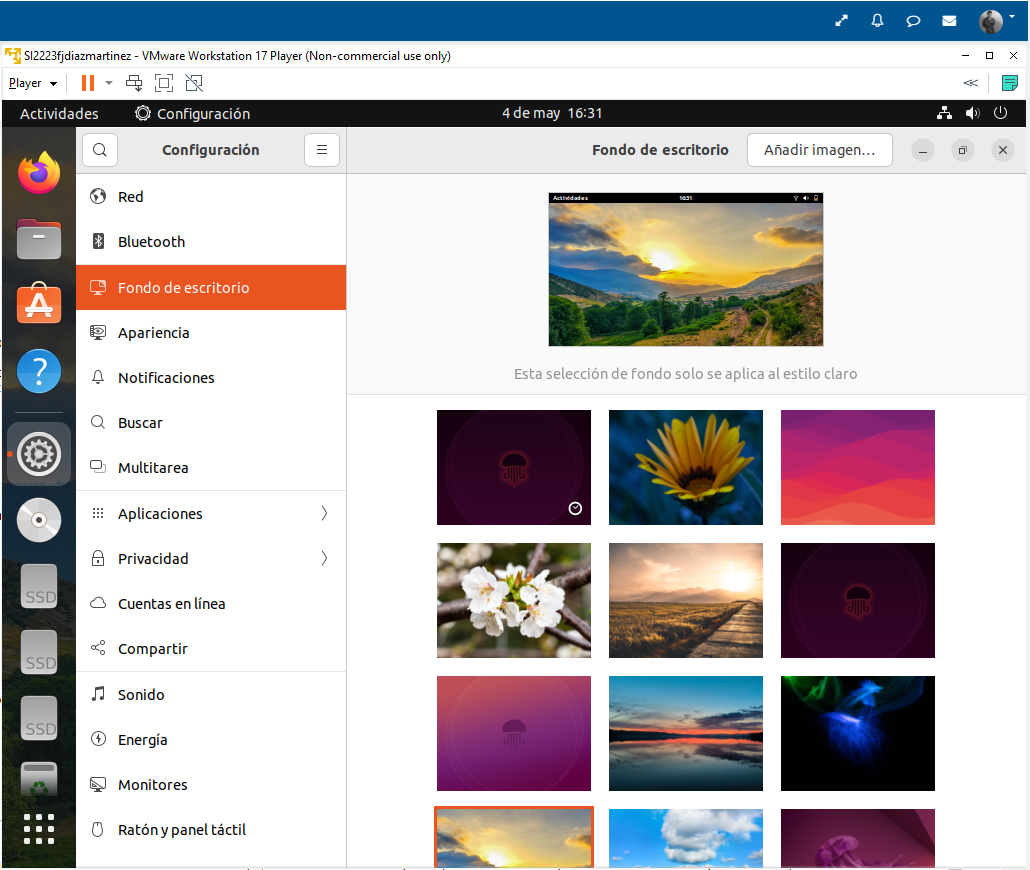 SI2223fjdiazmartinez - VMware Workstation 17 Player (Non-commercial use only)
Player
Actividades
Configuración
4 de may 16:31
Configuración
Fondo de escritorio
Añadir imagen…
Red
Bluetooth
Fondo de escritorio
Apariencia
Notificaciones
Buscar
Multitarea
Aplicaciones
Privacidad
Cuentas en línea
Compartir
Sonido
Energía
Monitores
Ratón y panel táctil
Actividades
16:31
Esta selección de fondo solo se aplica al estilo claro
SSD
SSD
SSD